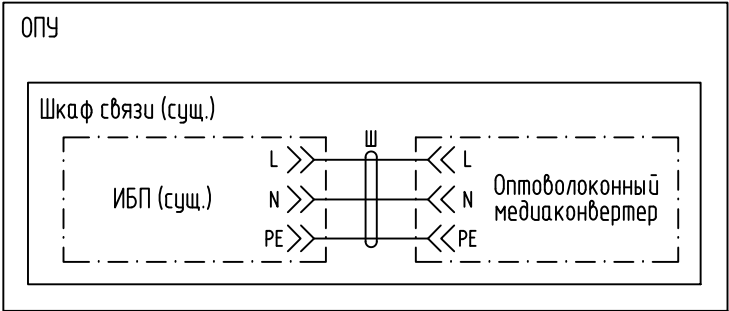 ОПУ
Шкаф связи (сущ.)
Ш
L
L
ИБП (сущ.)
N
N
Оптоволоконный
медиаконвертер
PE
PE